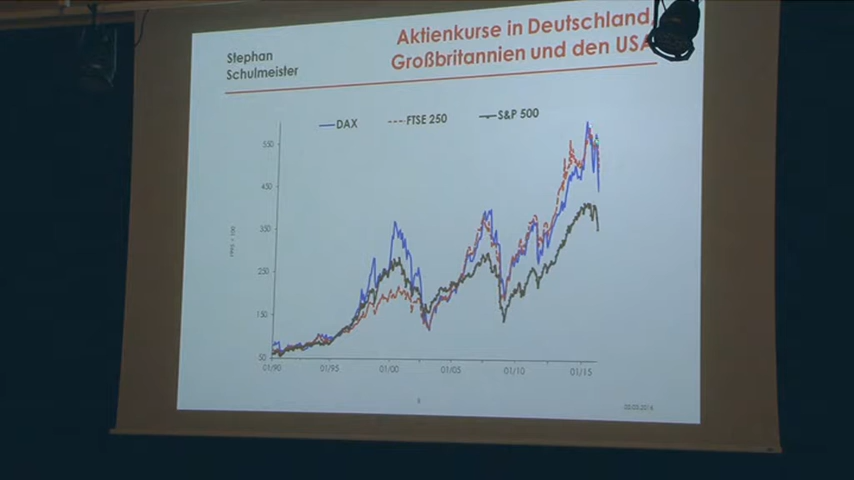 Stephan
Schulmeister
Aktienkurse in Deutschland,
Großbritannien und den USA
DAX
FTSE 250
S&P 500
550
450
350
250
150
50
01/90
01/95
01/00
01/05
01/10
01/15